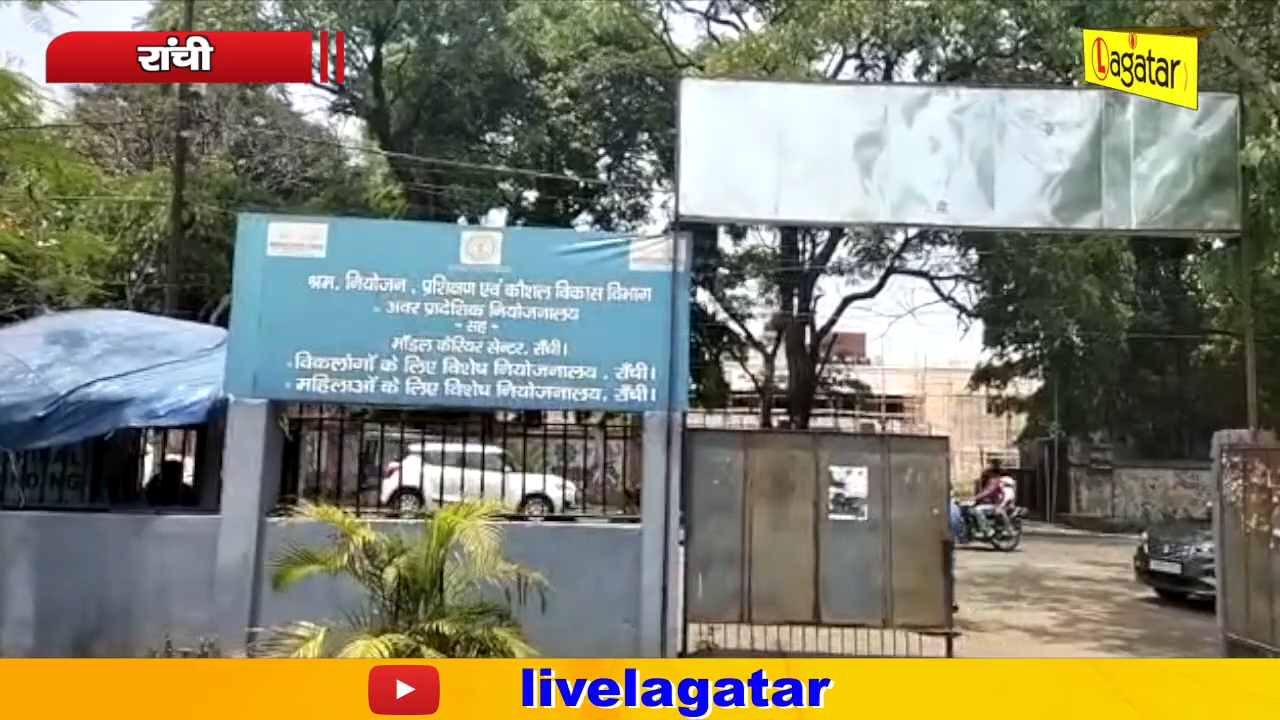 रांची
Lagatar
श्रम, नियोजन, प्रशिक्षण एवं कौशल विकास विभाग
- अवर प्रादेशिक नियोजनालय
- सह -
मॉडल केरियर सेन्टर, राँची।
- विकलोगों के लिए विशेष नियोजनालय, राँची।
- महिलाओं के लिए विशेष नियोजनालय, राँची।
livelagatar